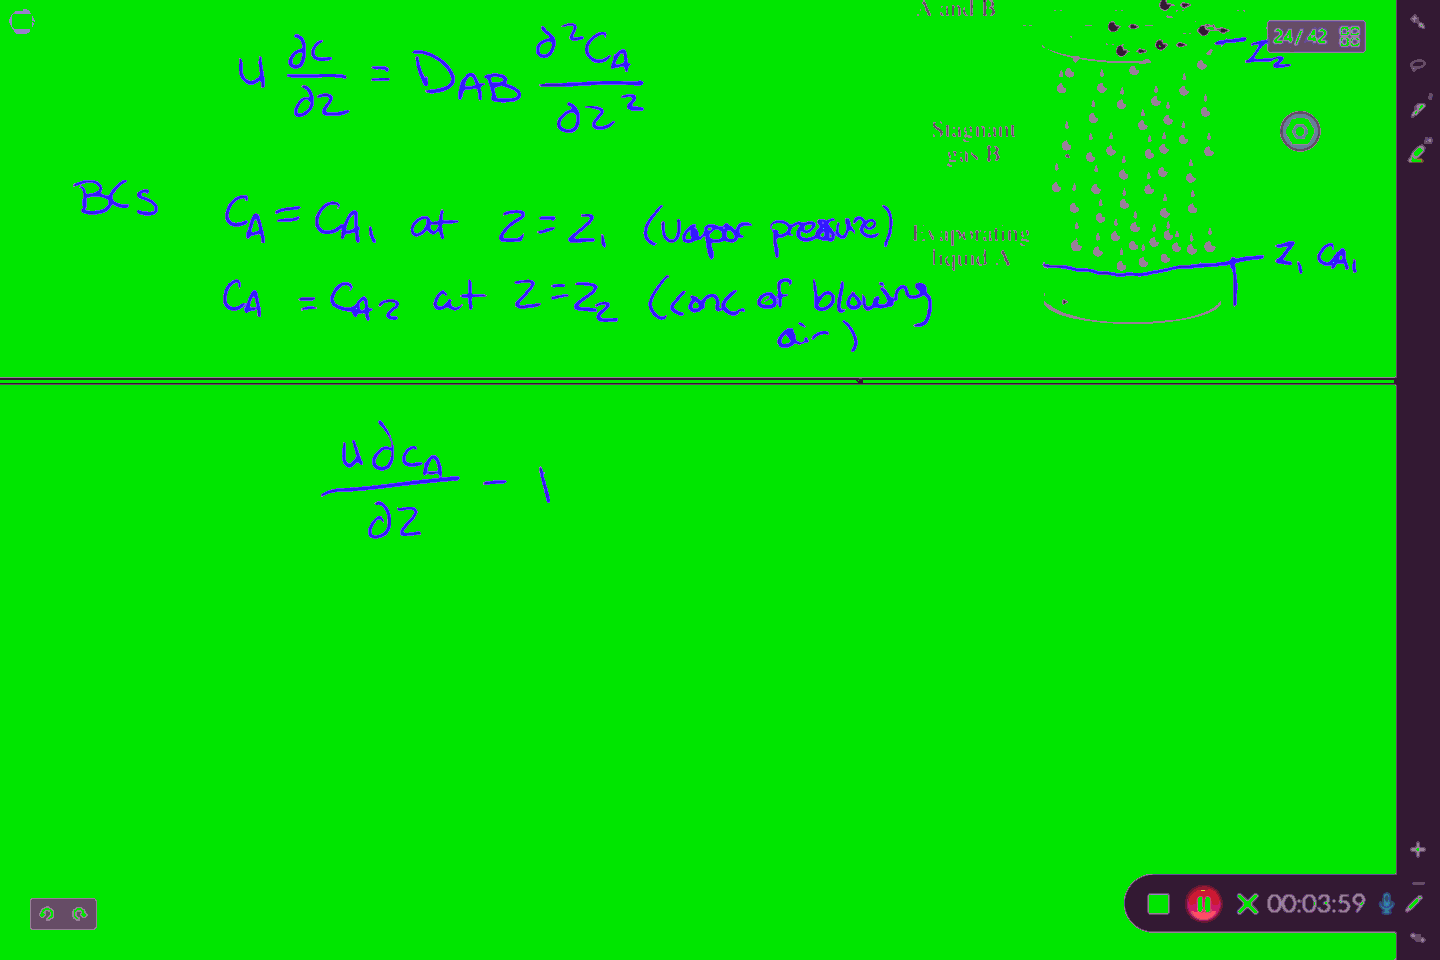 A and B
24/42
u ∂c/∂z = D_AB ∂²C_A/∂z²
Z₂
Stagnant
gas B
BCs
C_A = C_A₁ at Z = Z₁ (vapor pressure)
Evaporating
liquid A
Z₁ C_A₁
C_A = C_A2 at Z = Z₂ (conc of blowing
air)
u∂C_A/∂Z - 1
00:03:59